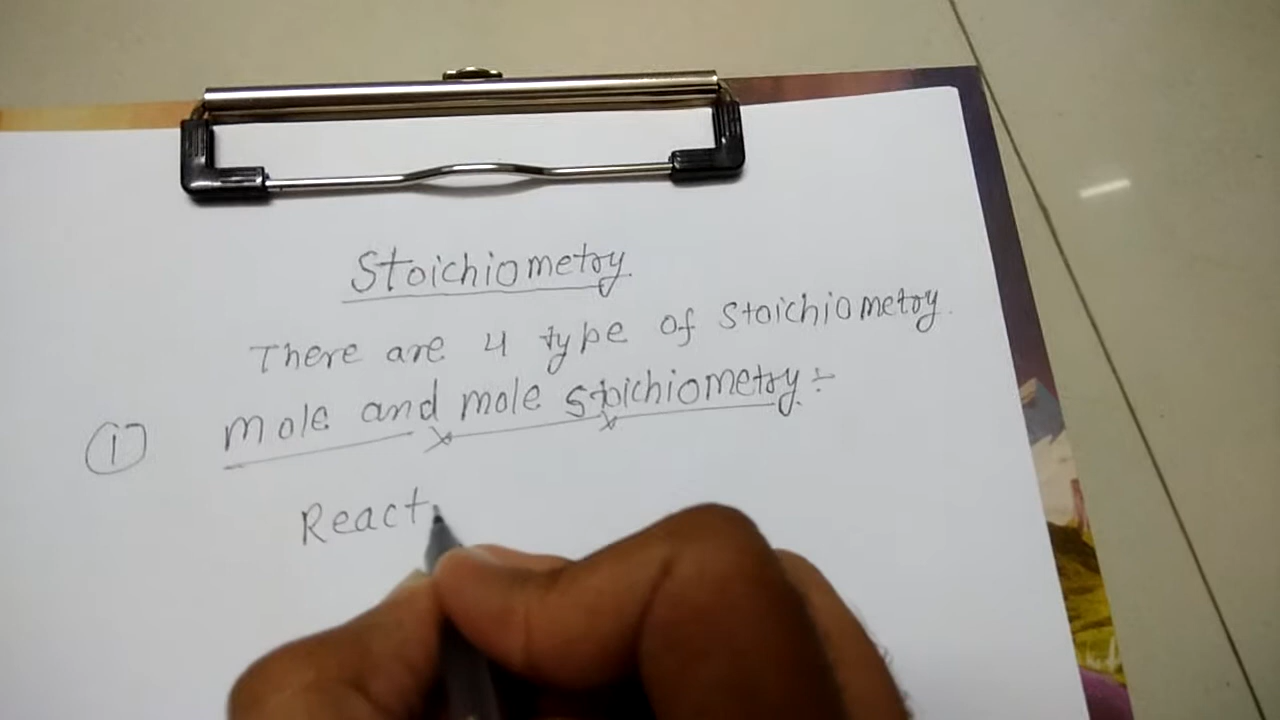 Stoichiometry
There are 4 type of Stoichiometry.
① Mole and mole stoichiometry ÷
React